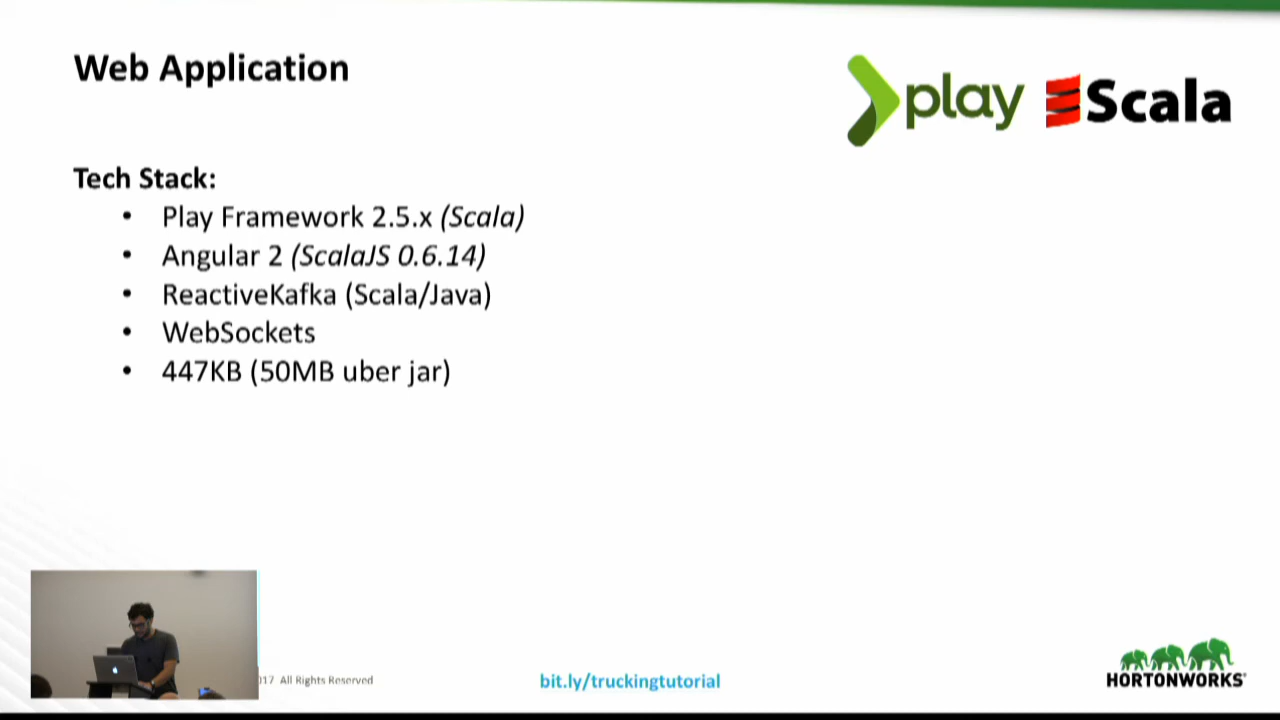 Web Application
play Scala
Tech Stack:
• Play Framework 2.5.x (Scala)
• Angular 2 (ScalaJS 0.6.14)
• ReactiveKafka (Scala/Java)
• WebSockets
• 447KB (50MB uber jar)
17 All Rights Reserved
bit.ly/truckingtutorial
HORTONWORKS